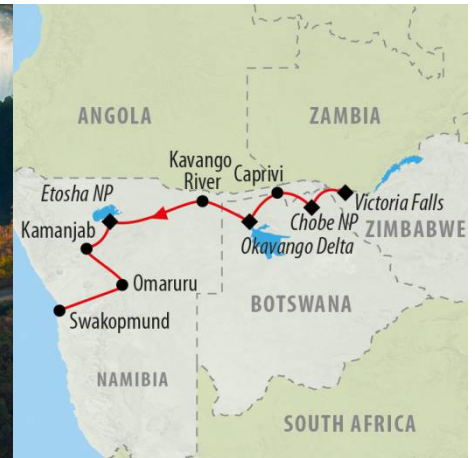 ANGOLA
ZAMBIA
Kavango
River
Caprivi
Etosha NP
Victoria Falls
Chobe NP
ZIMBABWE
Kamanjab
Okavango Delta
Omaruru
BOTSWANA
Swakopmund
NAMIBIA
SOUTH AFRICA